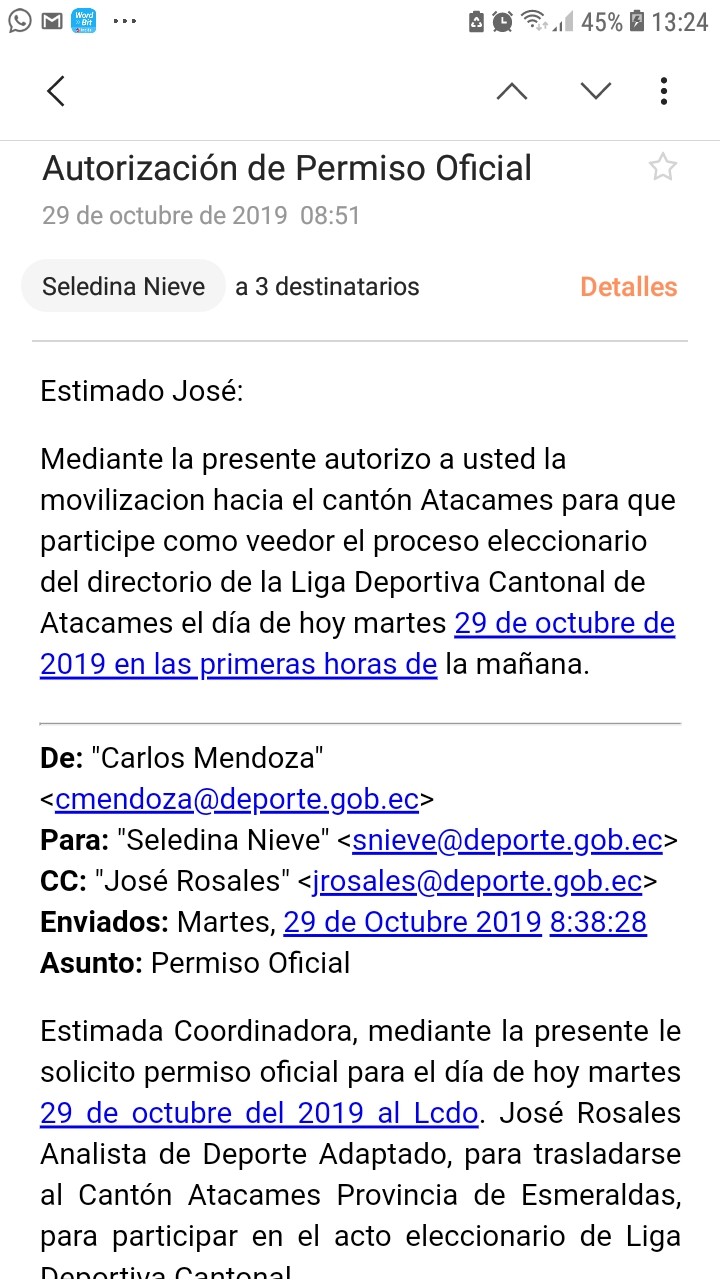 Word
Bit
45% 13:24
Autorización de Permiso Oficial
29 de octubre de 2019 08:51
Seledina Nieve a 3 destinatarios Detalles
Estimado José:
Mediante la presente autorizo a usted la
movilizacion hacia el cantón Atacames para que
participe como veedor el proceso eleccionario
del directorio de la Liga Deportiva Cantonal de
Atacames el día de hoy martes 29 de octubre de
2019 en las primeras horas de la mañana.
De: "Carlos Mendoza"
<cmendoza@deporte.gob.ec>
Para: "Seledina Nieve" <snieve@deporte.gob.ec>
CC: "José Rosales" <jrosales@deporte.gob.ec>
Enviados: Martes, 29 de Octubre 2019 8:38:28
Asunto: Permiso Oficial
Estimada Coordinadora, mediante la presente le
solicito permiso oficial para el día de hoy martes
29 de octubre del 2019 al Lcdo. José Rosales
Analista de Deporte Adaptado, para trasladarse
al Cantón Atacames Provincia de Esmeraldas,
para participar en el acto eleccionario de Liga
Deportiva Cantonal